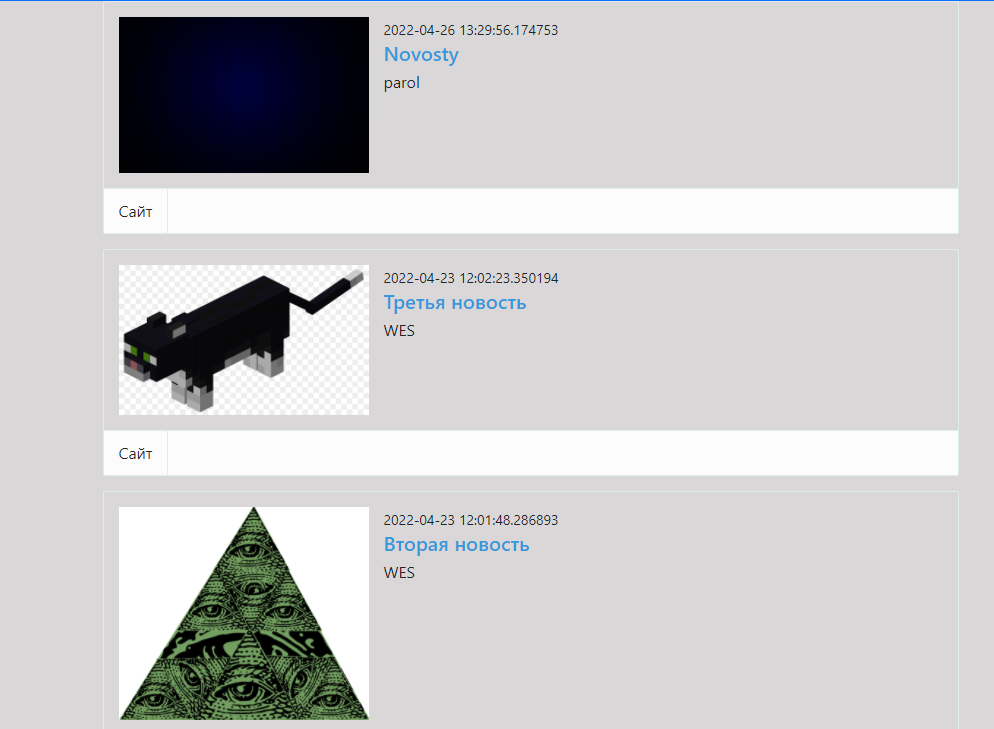 2022-04-26 13:29:56.174753
Novosty
parol
Сайт
2022-04-23 12:02:23.350194
Третья новость
WES
Сайт
2022-04-23 12:01:48.286893
Вторая новость
WES